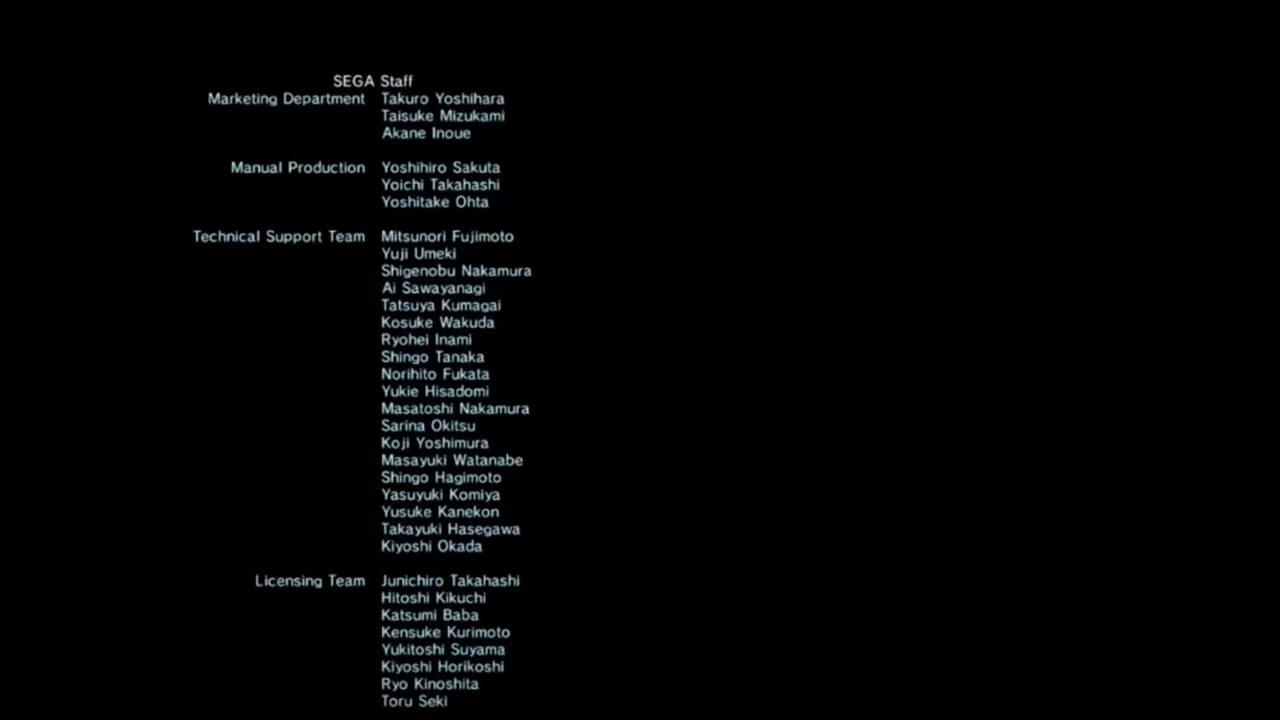 SEGA Staff
Marketing Department Takuro Yoshihara
Taisuke Mizukami
Akane Inoue
Manual Production Yoshihiro Sakuta
Yoichi Takahashi
Yoshitake Ohta
Technical Support Team Mitsunori Fujimoto
Yuji Umeki
Shigenobu Nakamura
Ai Sawayanagi
Tatsuya Kumagai
Kosuke Wakuda
Ryohei Inami
Shingo Tanaka
Norihito Fukata
Yukie Hisadomi
Masatoshi Nakamura
Sarina Okitsu
Koji Yoshimura
Masayuki Watanabe
Shingo Hagimoto
Yasuyuki Komiya
Yusuke Kanekon
Takayuki Hasegawa
Kiyoshi Okada
Licensing Team Junichiro Takahashi
Hitoshi Kikuchi
Katsumi Baba
Kensuke Kurimoto
Yukitoshi Suyama
Kiyoshi Horikoshi
Ryo Kinoshita
Toru Seki